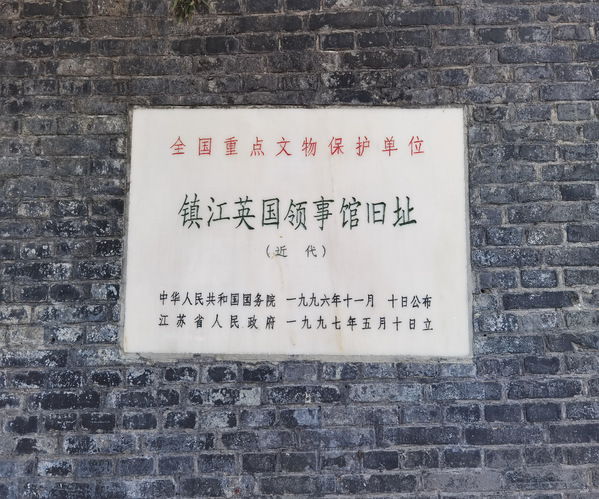 全国重点文物保护单位
镇江英国领事馆旧址
（近 代）
中华人民共和国国务院 一九九六年十一月 十日公布
江苏省人民政府 一九九七年五月十日立